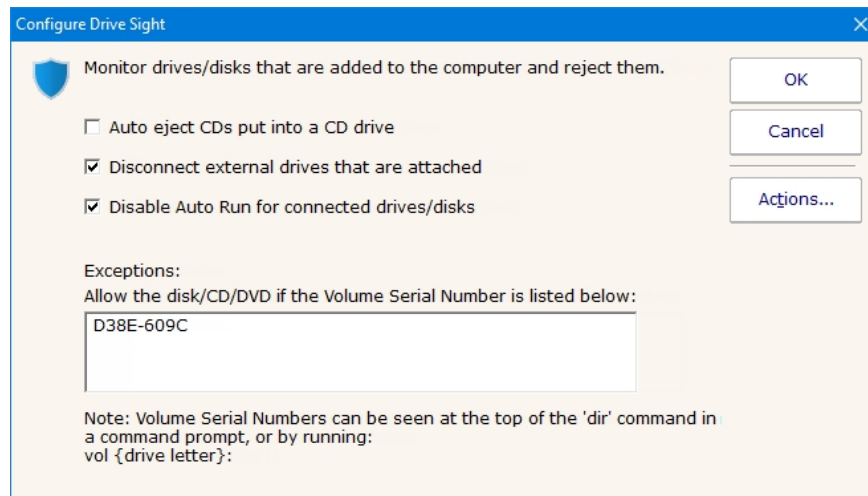 Configure Drive Sight
Monitor drives/disks that are added to the computer and reject them.
OK
Auto eject CDs put into a CD drive
Cancel
Disconnect external drives that are attached
Disable Auto Run for connected drives/disks
Actions...
Exceptions:
Allow the disk/CD/DVD if the Volume Serial Number is listed below:
D38E-609C
Note: Volume Serial Numbers can be seen at the top of the 'dir' command in
a command prompt, or by running:
vol {drive letter}: